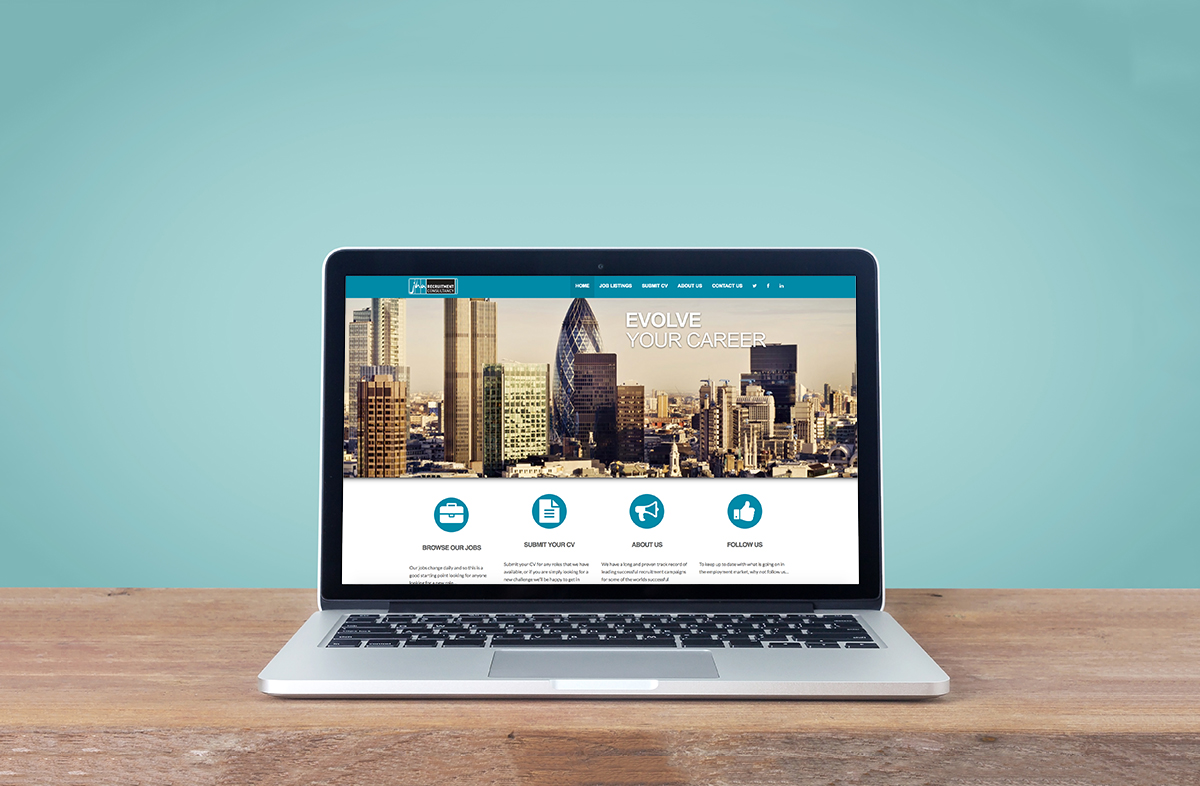 RECRUITMENT
CONSULTANCY
HOME JOB LISTINGS SUBMIT CV ABOUT US CONTACT US
EVOLVE
YOUR CAREER
BROWSE OUR JOBS
Our jobs change daily and so this is a
good starting point looking for anyone
looking for a new role
SUBMIT YOUR CV
Submit your CV for any roles that we have
available, or if you are simply looking for a
new challenge we'll be happy to get in
ABOUT US
We have a long and proven track record of
leading successful recruitment campaigns
for some of the worlds successful
FOLLOW US
To keep up to date with what is going on in
the employment market, why not follow us...